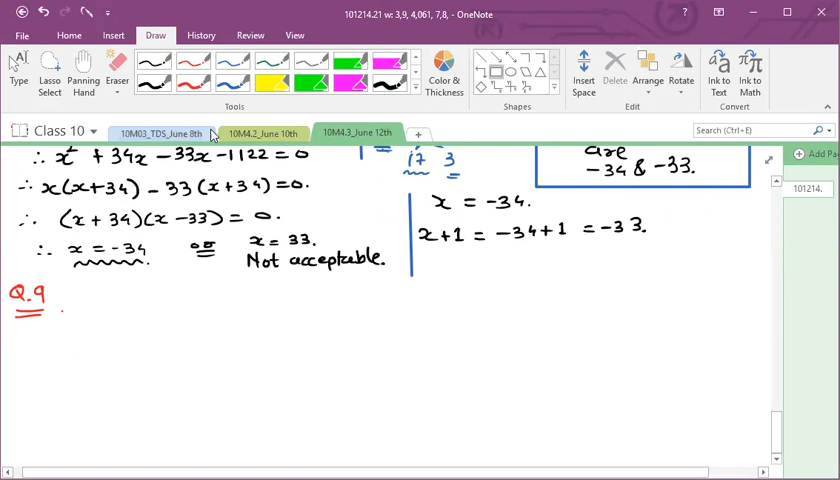 101214.21 w: 3,9, 4,061, 7,8, - OneNote
File Home Insert Draw History Review View
Type
Lasso Select
Panning Hand
Eraser
Color & Thickness
Insert Space
Delete
Arrange
Rotate
Ink to Text
Ink to Math
Tools
Shapes
Edit
Convert
Class 10
10M03_TDS_June 8th
10M4.2_June 10th
10M4.3_June 12th
+
Search (Ctrl+E)
Add Pa
101214.
∴ x² + 34x - 33x - 1122 = 0
∴ x(x+34) - 33(x+34) = 0.
∴ (x+34)(x-33) = 0.
∴ x = -34 or x = 33.
Not acceptable.
17 3
are
-34 & -33.
x = -34.
x+1 = -34+1 = -33.
Q.9